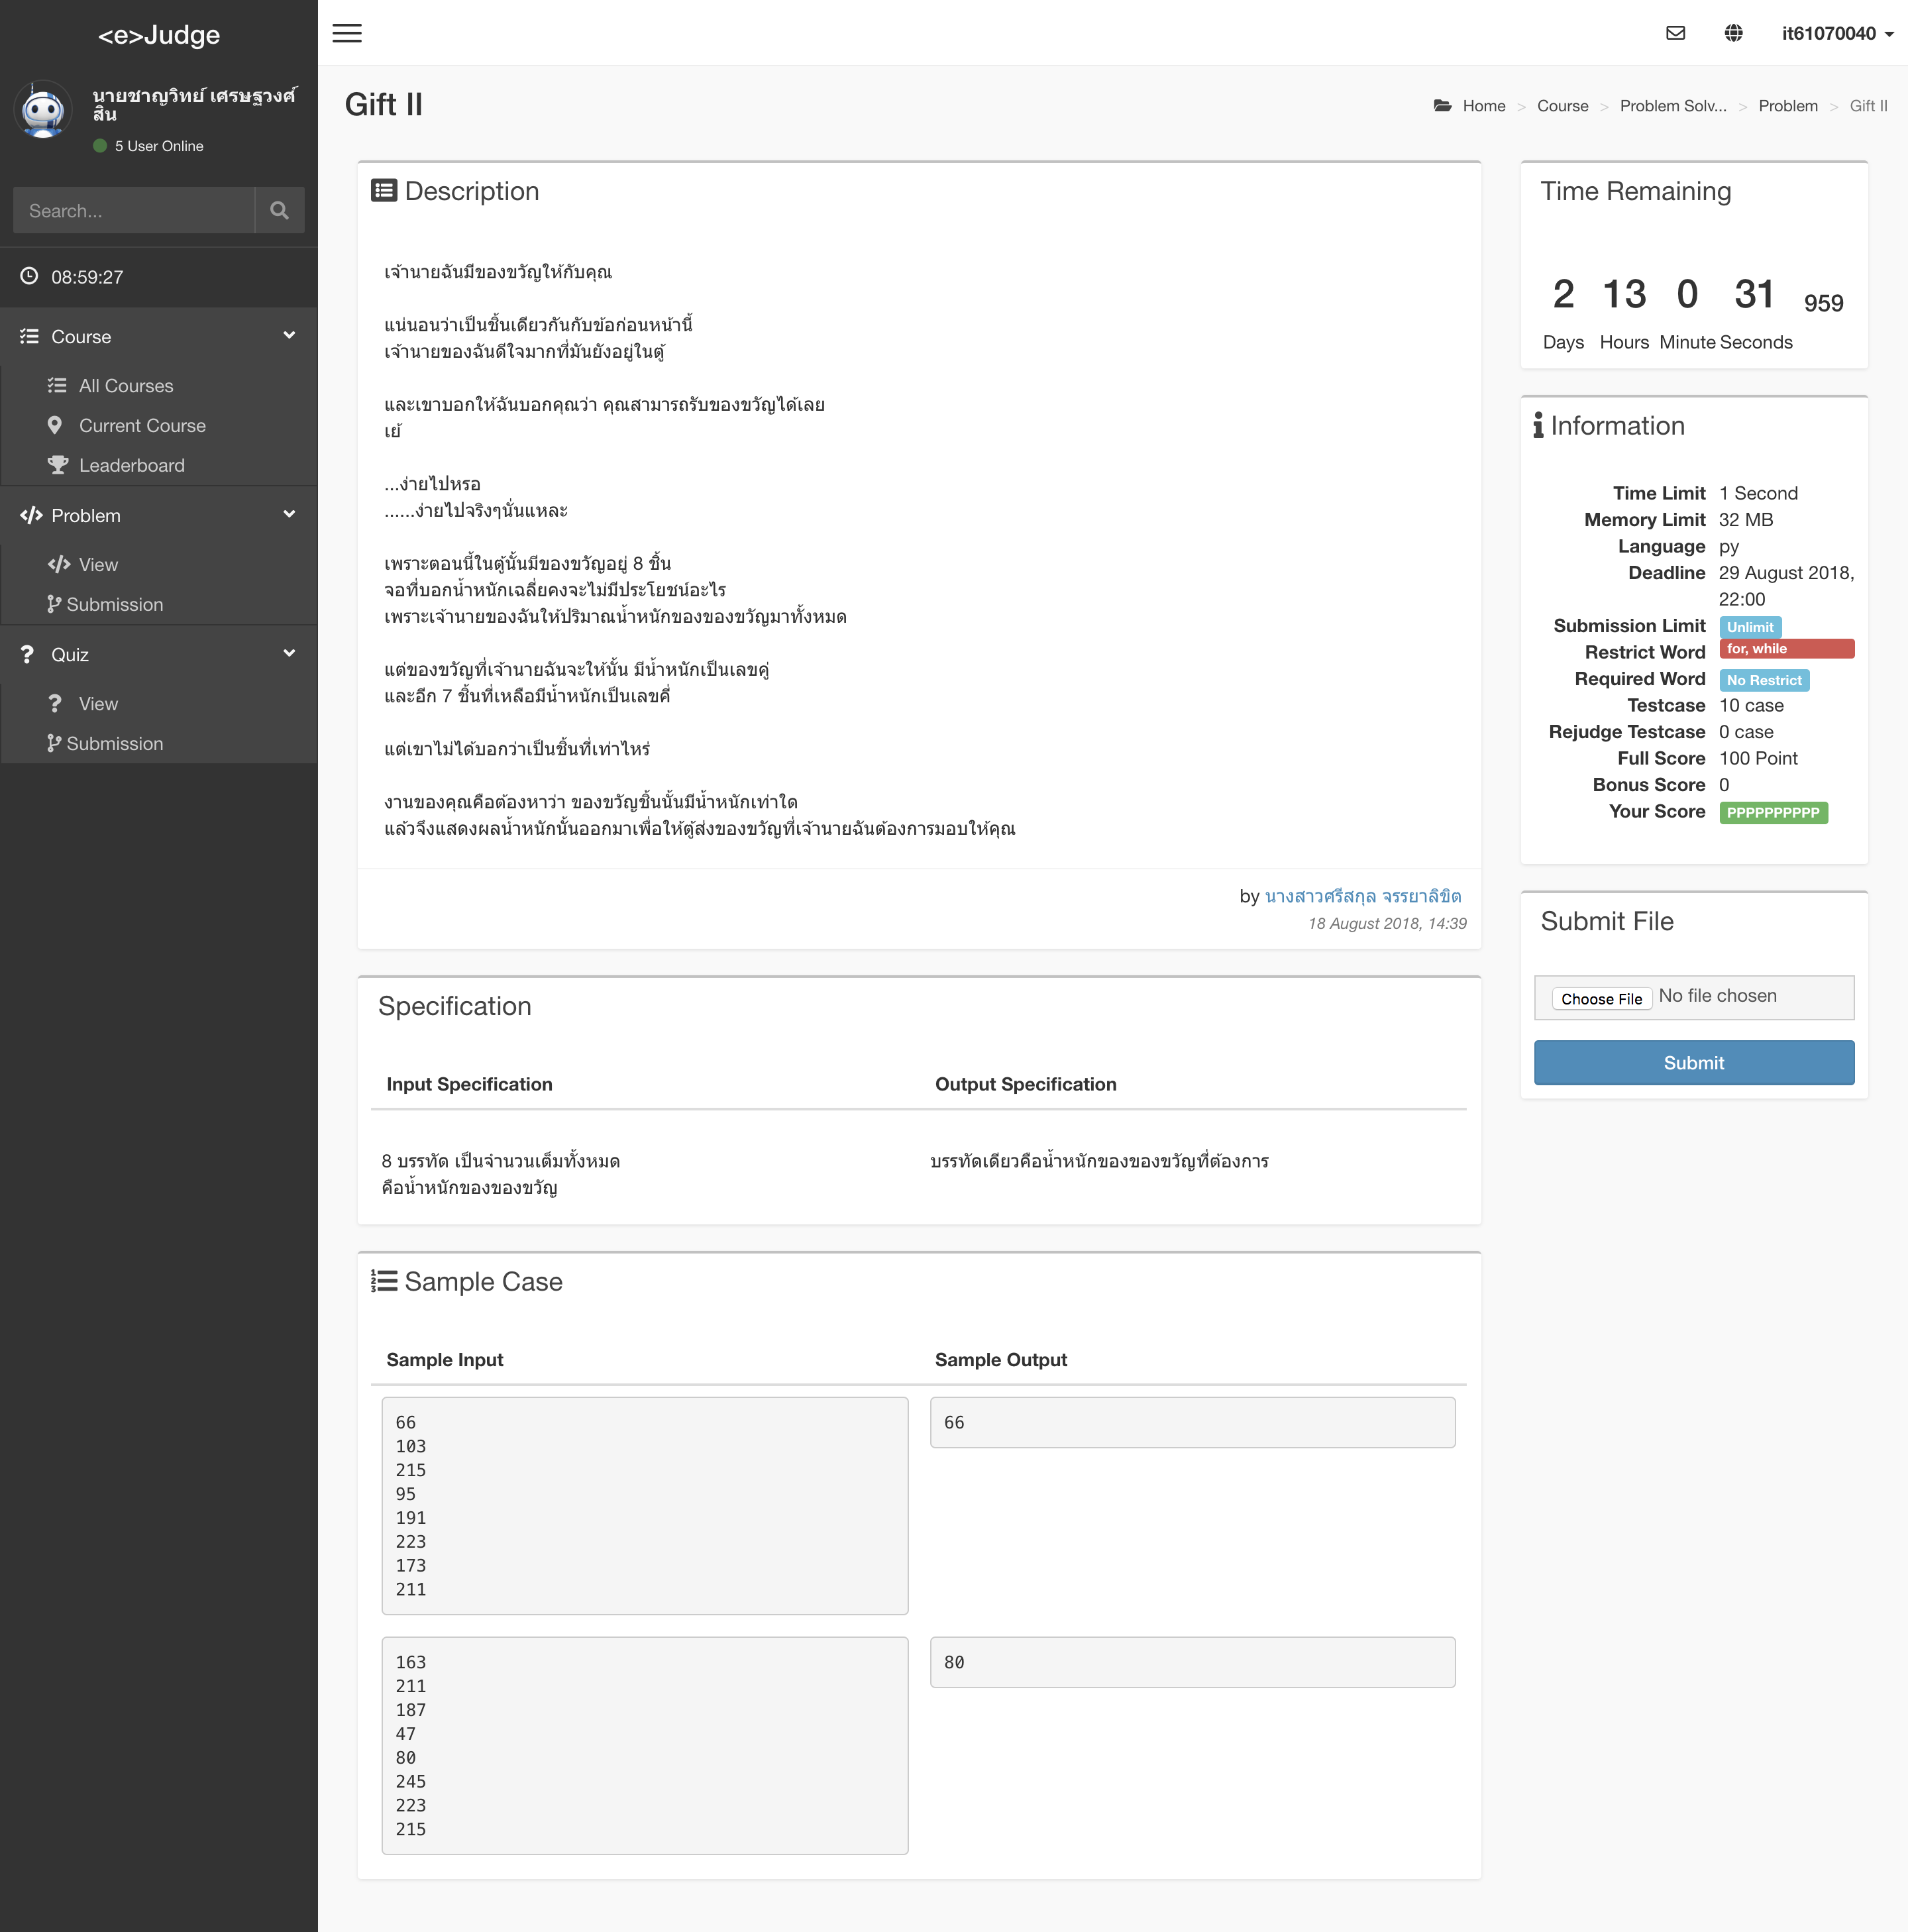 <e>Judge
it61070040
นายชาญวิทย์ เศรษฐวงศ์
สิน
5 User Online
Search...
08:59:27
Course
All Courses
Current Course
Leaderboard
Problem
View
Submission
Quiz
View
Submission
Gift II
Home > Course > Problem Solv... > Problem > Gift II
Description
เจ้านายฉันมีของขวัญให้กับคุณ
แน่นอนว่าเป็นชิ้นเดียวกันกับข้อก่อนหน้านี้
เจ้านายของฉันดีใจมากที่มันยังอยู่ในตู้
และเขาบอกให้ฉันบอกคุณว่า คุณสามารถรับของขวัญได้เลย
เย้
...ง่ายไปหรอ
......ง่ายไปจริงๆนั่นแหละ
เพราะตอนนี้ในตู้นั้นมีของขวัญอยู่ 8 ชิ้น
จอที่บอกน้ำหนักเฉลี่ยคงจะไม่มีประโยชน์อะไร
เพราะเจ้านายของฉันให้ปริมาณน้ำหนักของของขวัญมาทั้งหมด
แต่ของขวัญที่เจ้านายฉันจะให้นั้น มีน้ำหนักเป็นเลขคู่
และอีก 7 ชิ้นที่เหลือมีน้ำหนักเป็นเลขคี่
แต่เขาไม่ได้บอกว่าเป็นชิ้นที่เท่าไหร่
งานของคุณคือต้องหาว่า ของขวัญชิ้นนั้นมีน้ำหนักเท่าใด
แล้วจึงแสดงผลน้ำหนักนั้นออกมาเพื่อให้ตู้ส่งของขวัญที่เจ้านายฉันต้องการมอบให้คุณ
by นางสาวศรีสกุล จรรยาลิขิต
18 August 2018, 14:39
Specification
Input Specification
Output Specification
8 บรรทัด เป็นจำนวนเต็มทั้งหมด
คือน้ำหนักของของขวัญ
บรรทัดเดียวคือน้ำหนักของของขวัญที่ต้องการ
Sample Case
Sample Input
Sample Output
66
103
215
95
191
223
173
211
66
163
211
187
47
80
245
223
215
80
Time Remaining
2 13 0 31 959
Days Hours Minute Seconds
Information
Time Limit 1 Second
Memory Limit 32 MB
Language py
Deadline 29 August 2018,
22:00
Submission Limit Unlimit
Restrict Word for, while
Required Word No Restrict
Testcase 10 case
Rejudge Testcase 0 case
Full Score 100 Point
Bonus Score 0
Your Score PPPPPPPPPP
Submit File
Choose File No file chosen
Submit